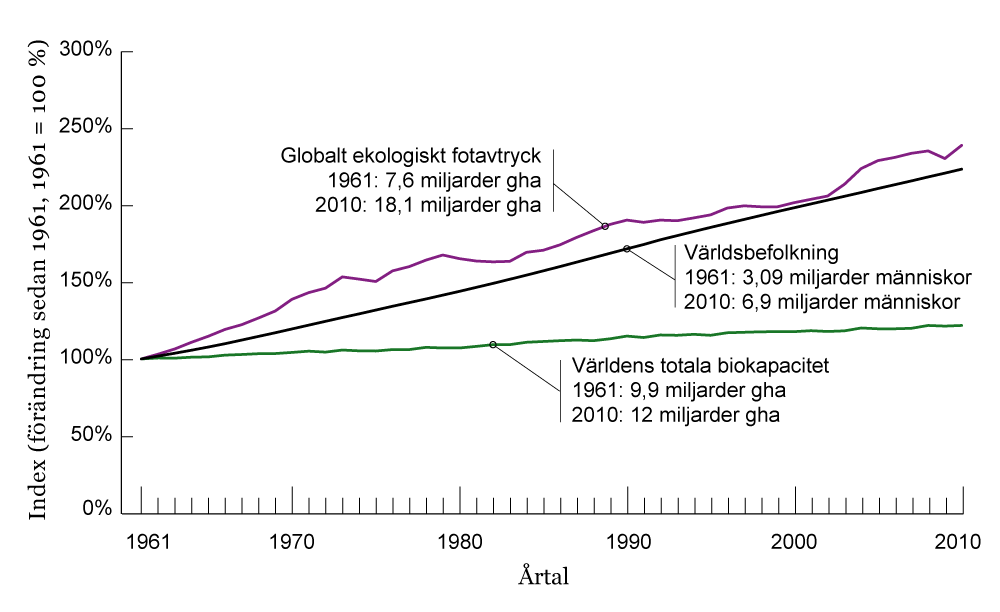 Index (förändring sedan 1961, 1961 = 100 %)
300%
250%
200%
150%
100%
50%
0%
Globalt ekologiskt fotavtryck
1961: 7,6 miljarder gha
2010: 18,1 miljarder gha
Världsbefolkning
1961: 3,09 miljarder människor
2010: 6,9 miljarder människor
Världens totala biokapacitet
1961: 9,9 miljarder gha
2010: 12 miljarder gha
1961 1970 1980 1990 2000 2010
Årtal